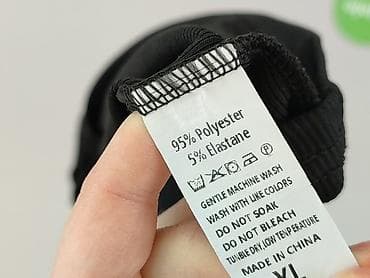 95% Polyester
5% Elastane
GENTLE MACHINE WASH
WASH WITH LIKE COLORS
DO NOT SOAK
DO NOT BLEACH
TUMBLE DRY, LOW TEMPERATURE
MADE IN CHINA
XL